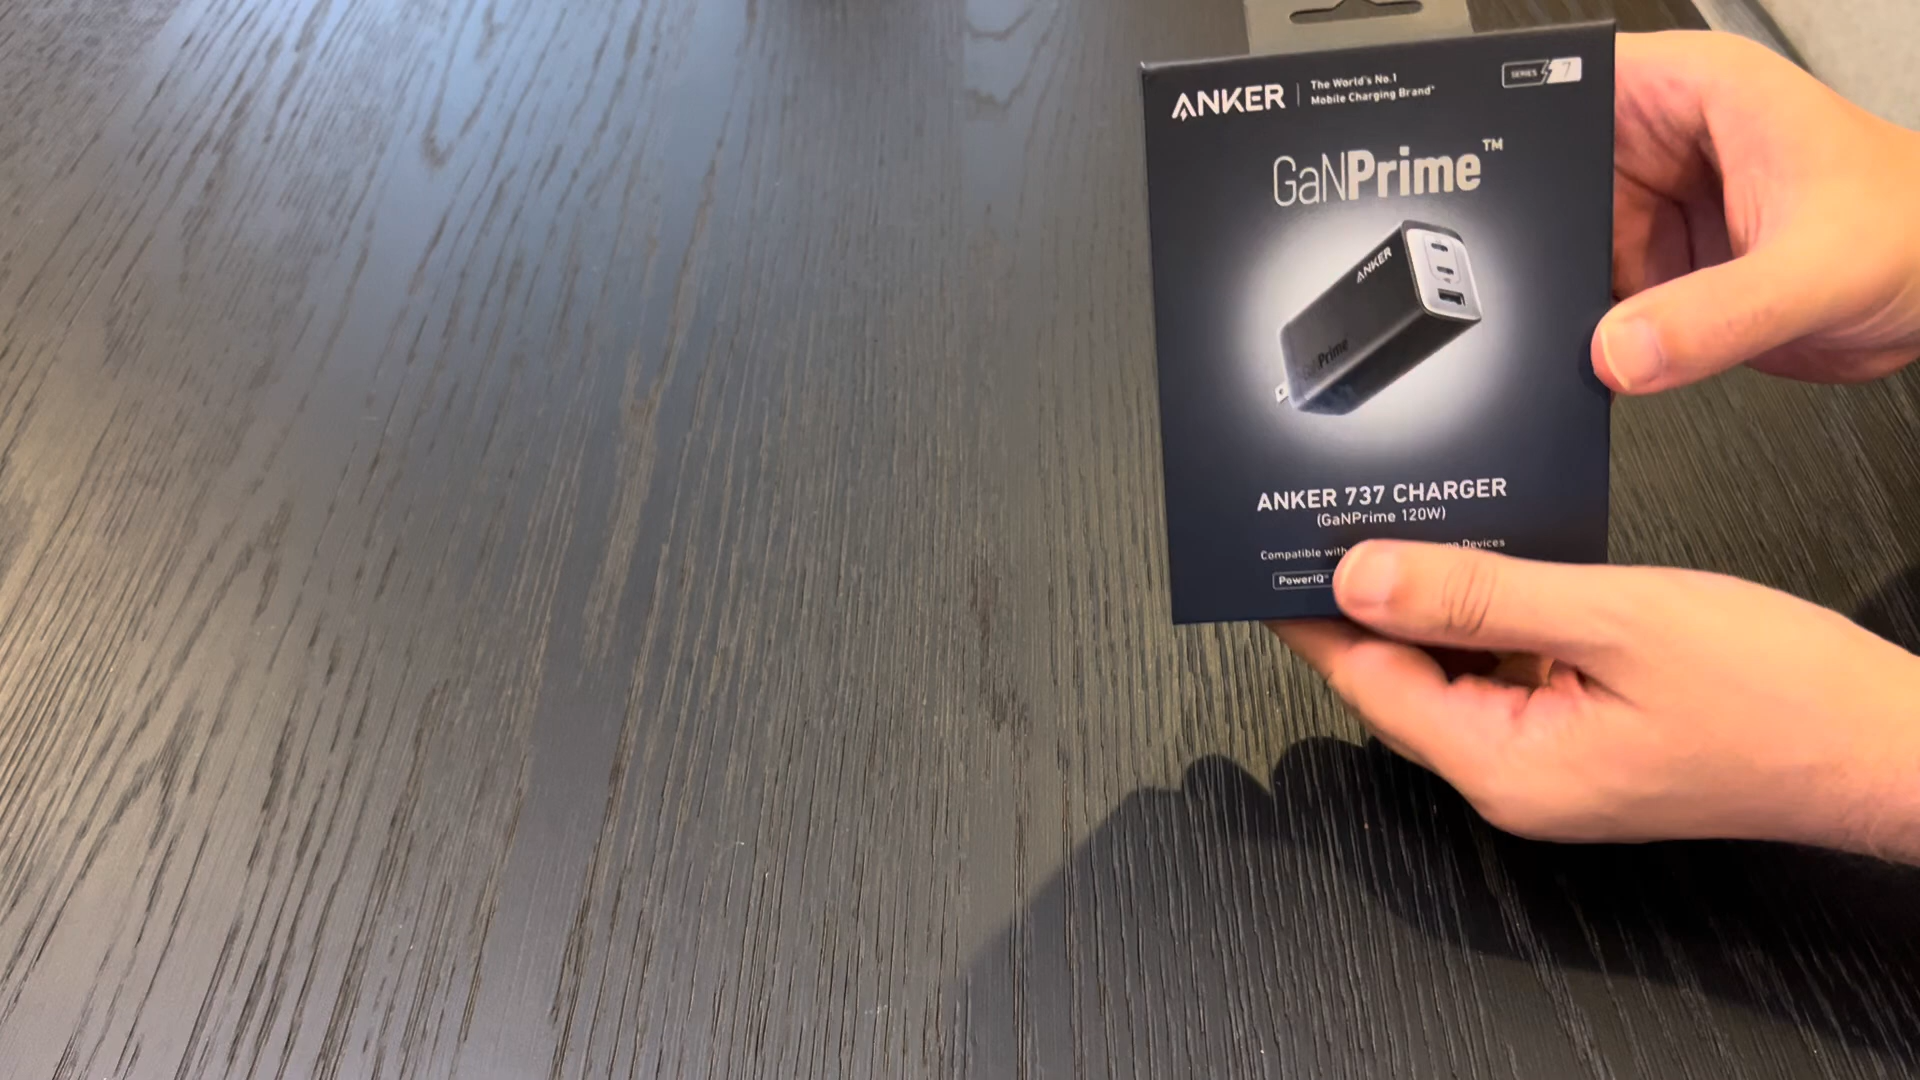 ANKER
The World's No.1
Mobile Charging Brand*
SERIES 7
GaNPrime™
ANKER
GaNPrime
ANKER 737 CHARGER
(GaNPrime 120W)
Compatible with Devices
PowerIQ